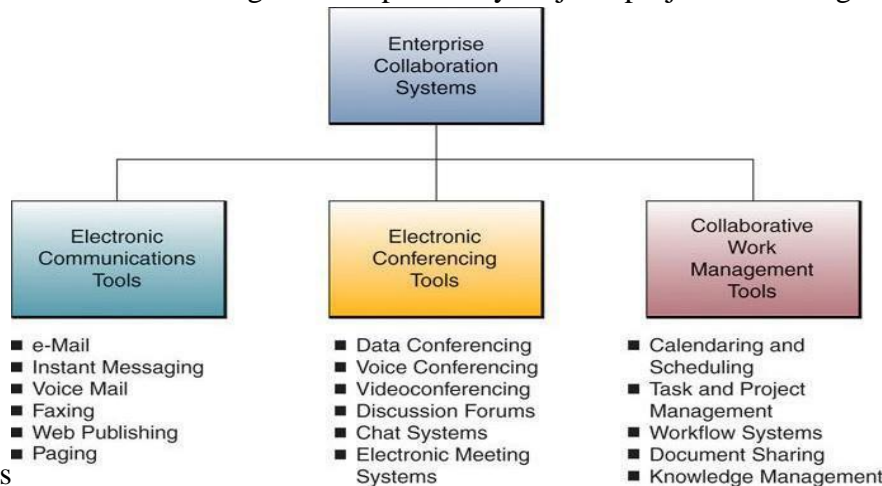 Enterprise
Collaboration
Systems
Electronic
Communications
Tools
Electronic
Conferencing
Tools
Collaborative
Work
Management
Tools
■ e-Mail
■ Instant Messaging
■ Voice Mail
■ Faxing
■ Web Publishing
■ Paging
■ Data Conferencing
■ Voice Conferencing
■ Videoconferencing
■ Discussion Forums
■ Chat Systems
■ Electronic Meeting
Systems
■ Calendaring and
Scheduling
■ Task and Project
Management
■ Workflow Systems
■ Document Sharing
■ Knowledge Management
s